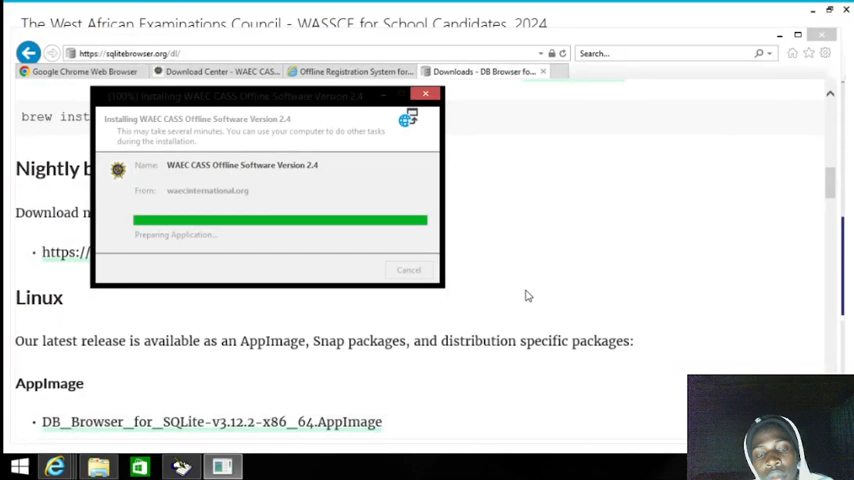 The West African Examinations Council - WASSCE for School Candidates, 2024
https://sqlitebrowser.org/dl/
Search...
Google Chrome Web Browser
Download Center - WAEC CAS...
Offline Registration System for...
Downloads - DB Browser fo...
(100%) Installing WAEC CASS Offline Software Version 2.4
brew inst
Installing WAEC CASS Offline Software Version 2.4
This may take several minutes. You can use your computer to do other tasks
during the installation.
Nightly b
Name: WAEC CASS Offline Software Version 2.4
From: waecinternational.org
Download n
Preparing Application...
https://
Cancel
Linux
Our latest release is available as an AppImage, Snap packages, and distribution specific packages:
AppImage
DB_Browser_for_SQLite-v3.12.2-x86_64.AppImage